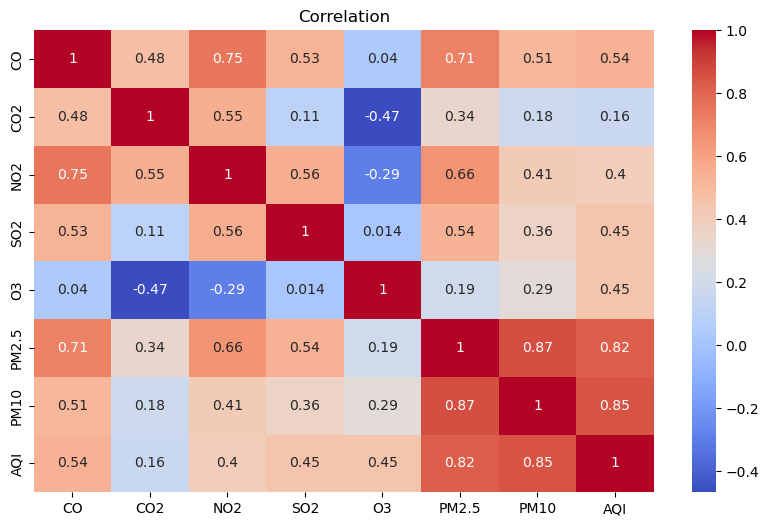 Correlation
CO 1 0.48 0.75 0.53 0.04 0.71 0.51 0.54
CO2 0.48 1 0.55 0.11 -0.47 0.34 0.18 0.16
NO2 0.75 0.55 1 0.56 -0.29 0.66 0.41 0.4
SO2 0.53 0.11 0.56 1 0.014 0.54 0.36 0.45
O3 0.04 -0.47 -0.29 0.014 1 0.19 0.29 0.45
PM2.5 0.71 0.34 0.66 0.54 0.19 1 0.87 0.82
PM10 0.51 0.18 0.41 0.36 0.29 0.87 1 0.85
AQI 0.54 0.16 0.4 0.45 0.45 0.82 0.85 1
CO CO2 NO2 SO2 O3 PM2.5 PM10 AQI
1.0
0.8
0.6
0.4
0.2
0.0
−0.2
−0.4